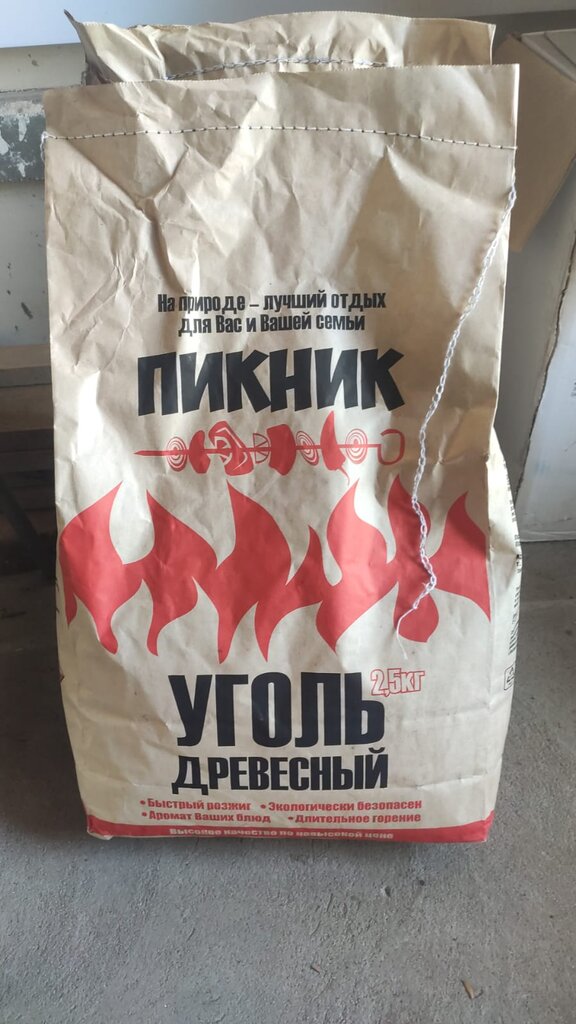 На природе – лучший отдых
для Вас и Вашей семьи
ПИКНИК
УГОЛЬ 2,5кг
ДРЕВЕСНЫЙ
• Быстрый розжиг • Экологически безопасен
• Аромат Ваших блюд • Длительное горение
Высокое качество по невысокой цене